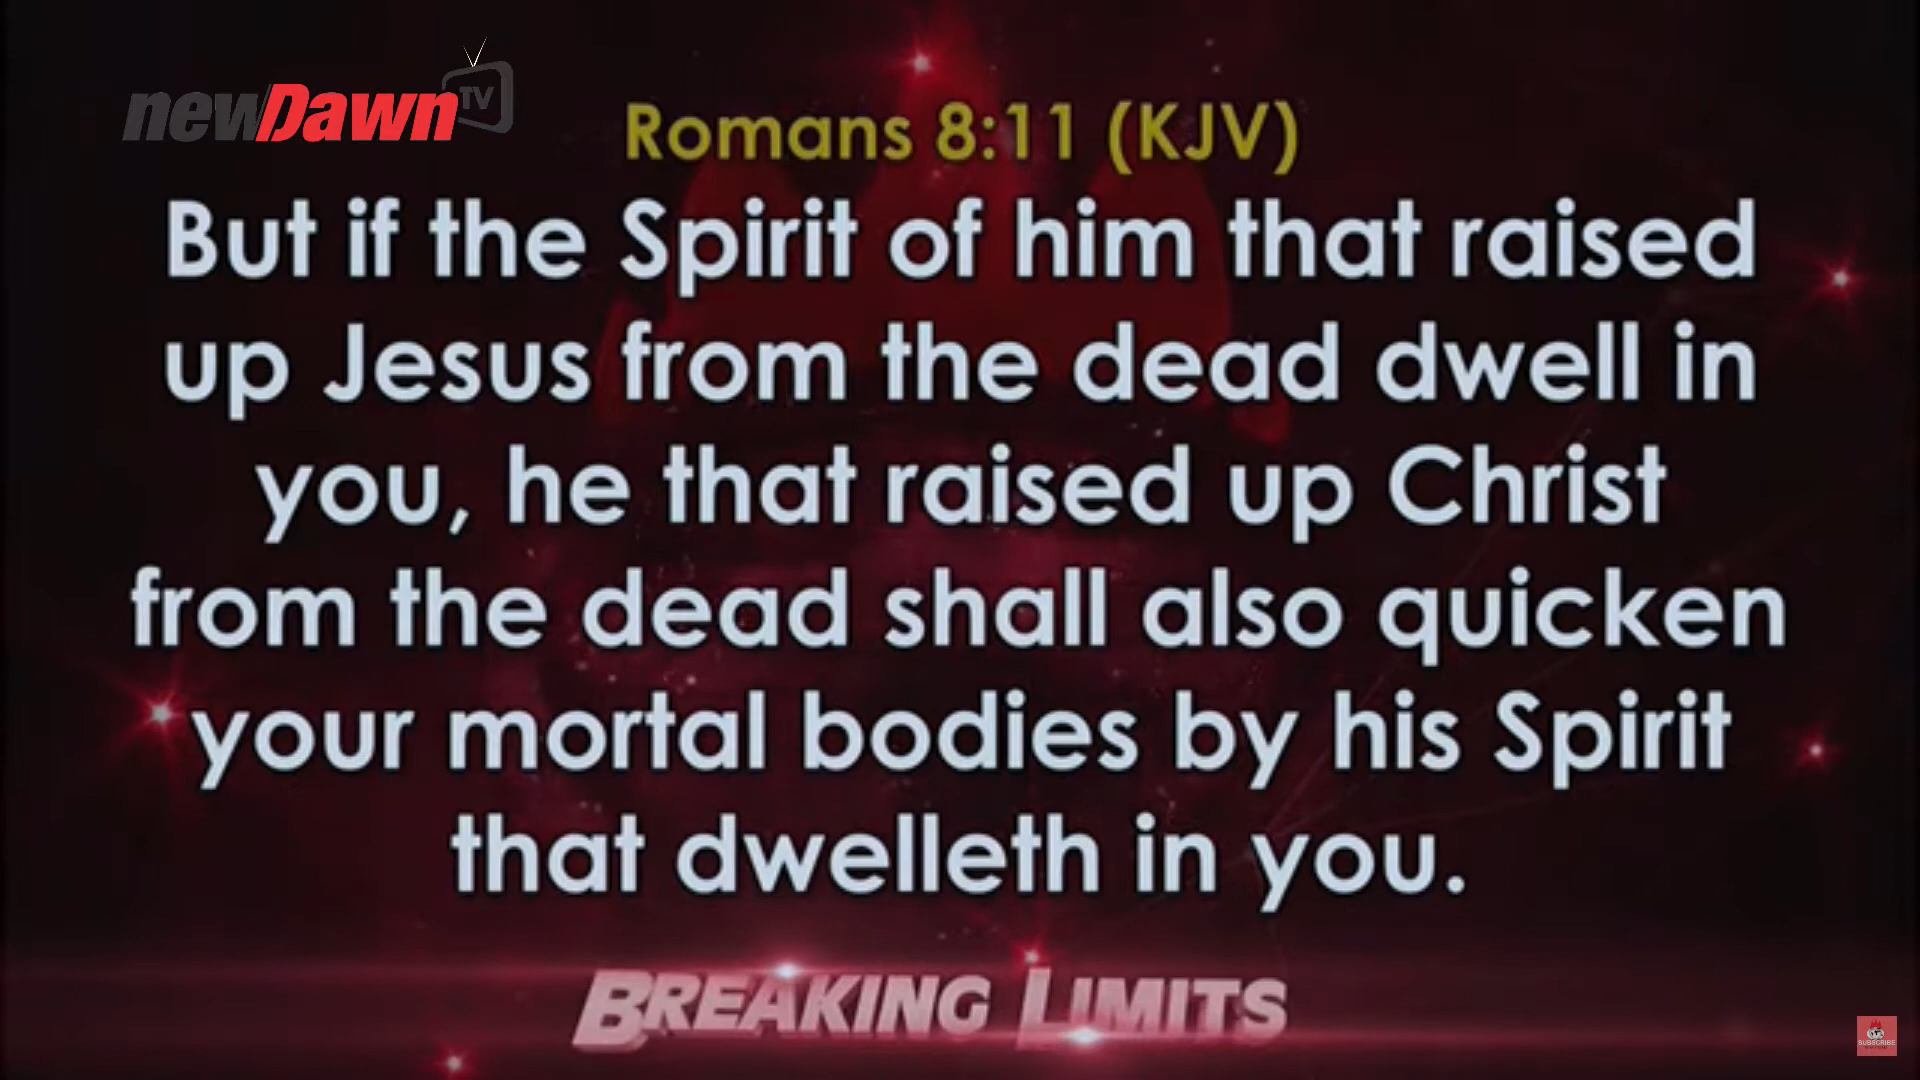 newDawn TV
Romans 8:11 (KJV)
But if the Spirit of him that raised
up Jesus from the dead dwell in
you, he that raised up Christ
from the dead shall also quicken
your mortal bodies by his Spirit
that dwelleth in you.
BREAKING LIMITS
SUBSCRIBE